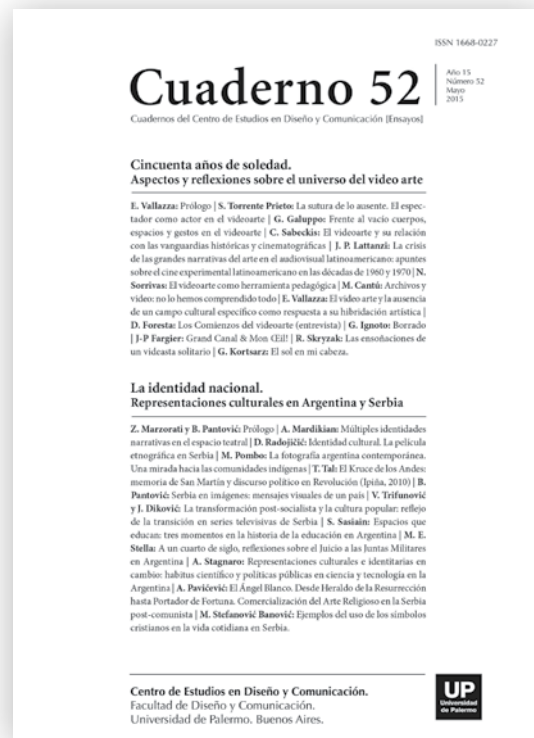 ISSN 1668-0227
Cuaderno 52
Año 15
Número 52
Mayo
2015
Cuadernos del Centro de Estudios en Diseño y Comunicación [Ensayos]
Cincuenta años de soledad.
Aspectos y reflexiones sobre el universo del video arte
E. Vallazza: Prólogo | S. Torrente Prieto: La sutura de lo ausente. El espec-
tador como actor en el videoarte | G. Galuppo: Frente al vacío cuerpos,
espacios y gestos en el videoarte | C. Sabeckis: El videoarte y su relación
con las vanguardias históricas y cinematográficas | J. P. Lattanzi: La crisis
de las grandes narrativas del arte en el audiovisual latinoamericano: apuntes
sobre el cine experimental latinoamericano en las décadas de 1960 y 1970 | N.
Sorrivas: El videoarte como herramienta pedagógica | M. Cantú: Archivos y
video: no lo hemos comprendido todo | E. Vallazza: El video arte y la ausencia
de un campo cultural específico como respuesta a su hibridación artística |
D. Foresta: Los Comienzos del videoarte (entrevista) | G. Ignoto: Borrado
| J-P Fargier: Grand Canal & Mon Œil! | R. Skryzak: Las ensoñaciones de
un videasta solitario | G. Kortsarz: El sol en mi cabeza.
La identidad nacional.
Representaciones culturales en Argentina y Serbia
Z. Marzorati y B. Pantović: Prólogo | A. Mardikian: Múltiples identidades
narrativas en el espacio teatral | D. Radojičić: Identidad cultural. La película
etnográfica en Serbia | M. Pombo: La fotografía argentina contemporánea.
Una mirada hacia las comunidades indígenas | T. Tal: El Kruce de los Andes:
memoria de San Martín y discurso político en Revolución (Ipiña, 2010) | B.
Pantović: Serbia en imágenes: mensajes visuales de un país | V. Trifunović
y J. Diković: La transformación post-socialista y la cultura popular: reflejo
de la transición en series televisivas de Serbia | S. Sasiain: Espacios que
educan: tres momentos en la historia de la educación en Argentina | M. E.
Stella: A un cuarto de siglo, reflexiones sobre el Juicio a las Juntas Militares
en Argentina | A. Stagnaro: Representaciones culturales e identitarias en
cambio: habitus científico y políticas públicas en ciencia y tecnología en la
Argentina | A. Pavićević: El Ángel Blanco. Desde Heraldo de la Resurrección
hasta Portador de Fortuna. Comercialización del Arte Religioso en la Serbia
post-comunista | M. Stefanović Banović: Ejemplos del uso de los símbolos
cristianos en la vida cotidiana en Serbia.
Centro de Estudios en Diseño y Comunicación.
Facultad de Diseño y Comunicación.
Universidad de Palermo. Buenos Aires.
UP
Universidad
de Palermo